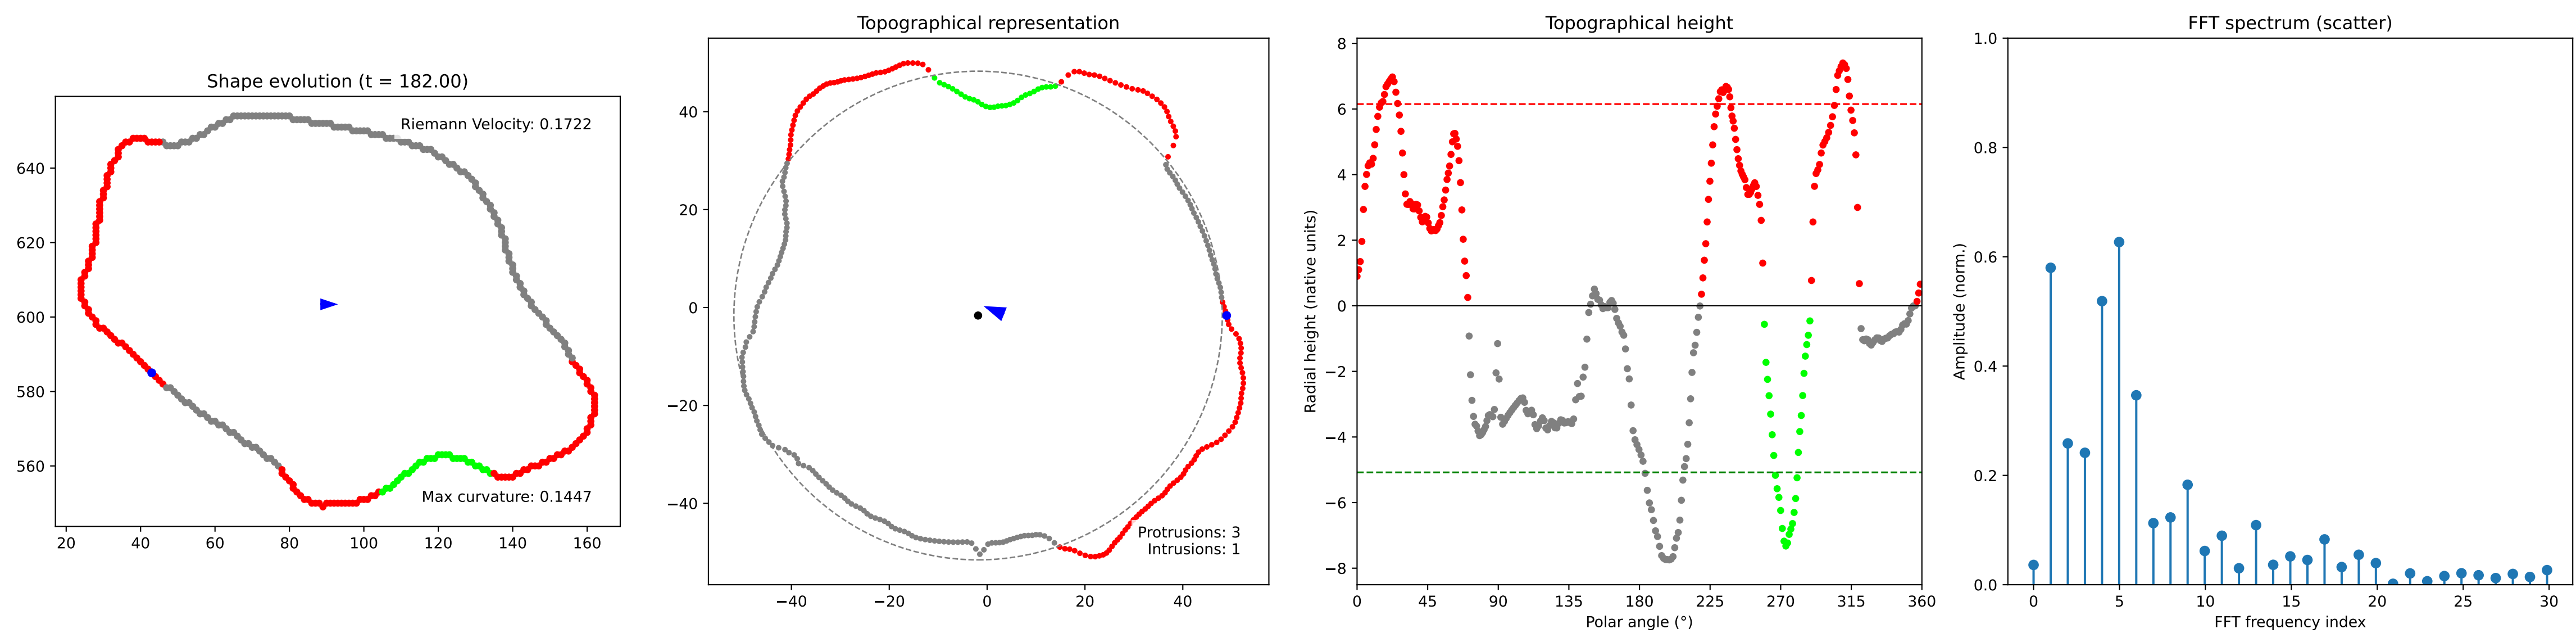 Shape evolution (t = 182.00)
Riemann Velocity: 0.1722
Max curvature: 0.1447
640
620
600
580
560
20 40 60 80 100 120 140 160
Topographical representation
40
20
0
−20
−40
−40 −20 0 20 40
Protrusions: 3
Intrusions: 1
Topographical height
Radial height (native units)
8
6
4
2
0
−2
−4
−6
−8
0 45 90 135 180 225 270 315 360
Polar angle (°)
FFT spectrum (scatter)
Amplitude (norm.)
1.0
0.8
0.6
0.4
0.2
0.0
0 5 10 15 20 25 30
FFT frequency index